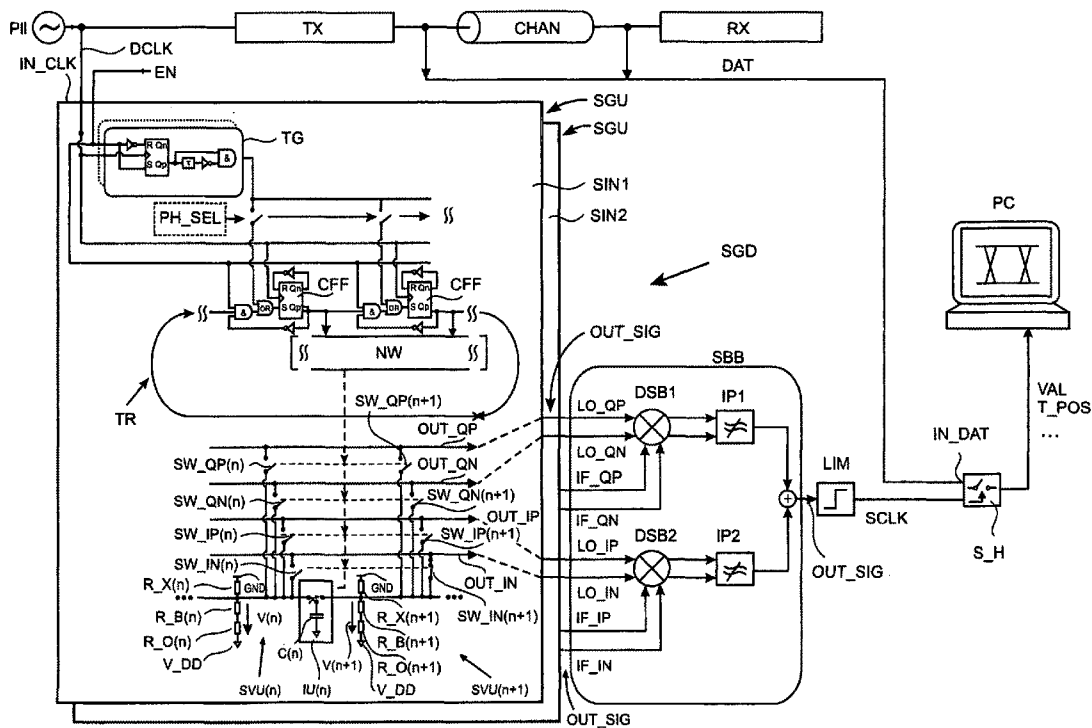 PII
TX
CHAN
RX
DCLK
IN_CLK
EN
DAT
SGU
SGU
TG
R Qn
S Qp
τ
&
SIN1
SIN2
PH_SEL
PC
SGD
CFF
CFF
R Qn
S Qp
R Qn
S Qp
&
OR
&
OR
NW
OUT_SIG
SBB
TR
SW_QP(n+1)
OUT_QP
LO_QP
DSB1
IP1
VAL
T_POS
...
SW_QP(n)
OUT_QN
LO_QN
IN_DAT
SW_QN(n)
SW_QN(n+1)
IF_QP
LIM
OUT_IP
IF_QN
SW_IP(n)
SW_IP(n+1)
LO_IP
DSB2
IP2
SCLK
S_H
SW_IN(n)
OUT_IN
LO_IN
OUT_SIG
R_X(n)
GND
GND
SW_IN(n+1)
R_B(n)
V(n)
R_X(n+1)
IF_IP
R_O(n)
C(n)
V(n+1)
R_B(n+1)
R_O(n+1)
IF_IN
V_DD
V_DD
SVU(n)
IU(n)
SVU(n+1)
OUT_SIG